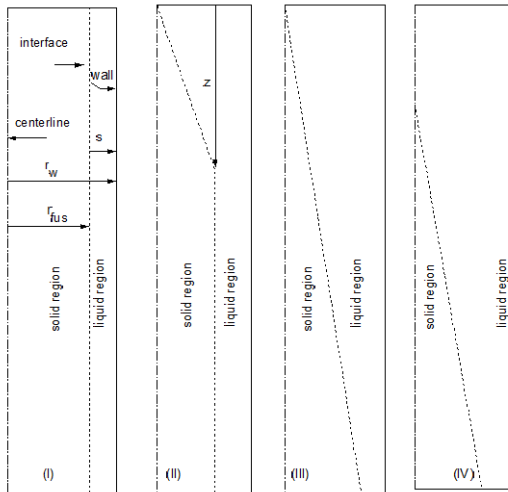 interface
wall
centerline
s
r_w
r_fus
solid region
liquid region
(I)
z
solid region
liquid region
(II)
solid region
liquid region
(III)
solid region
liquid region
(IV)